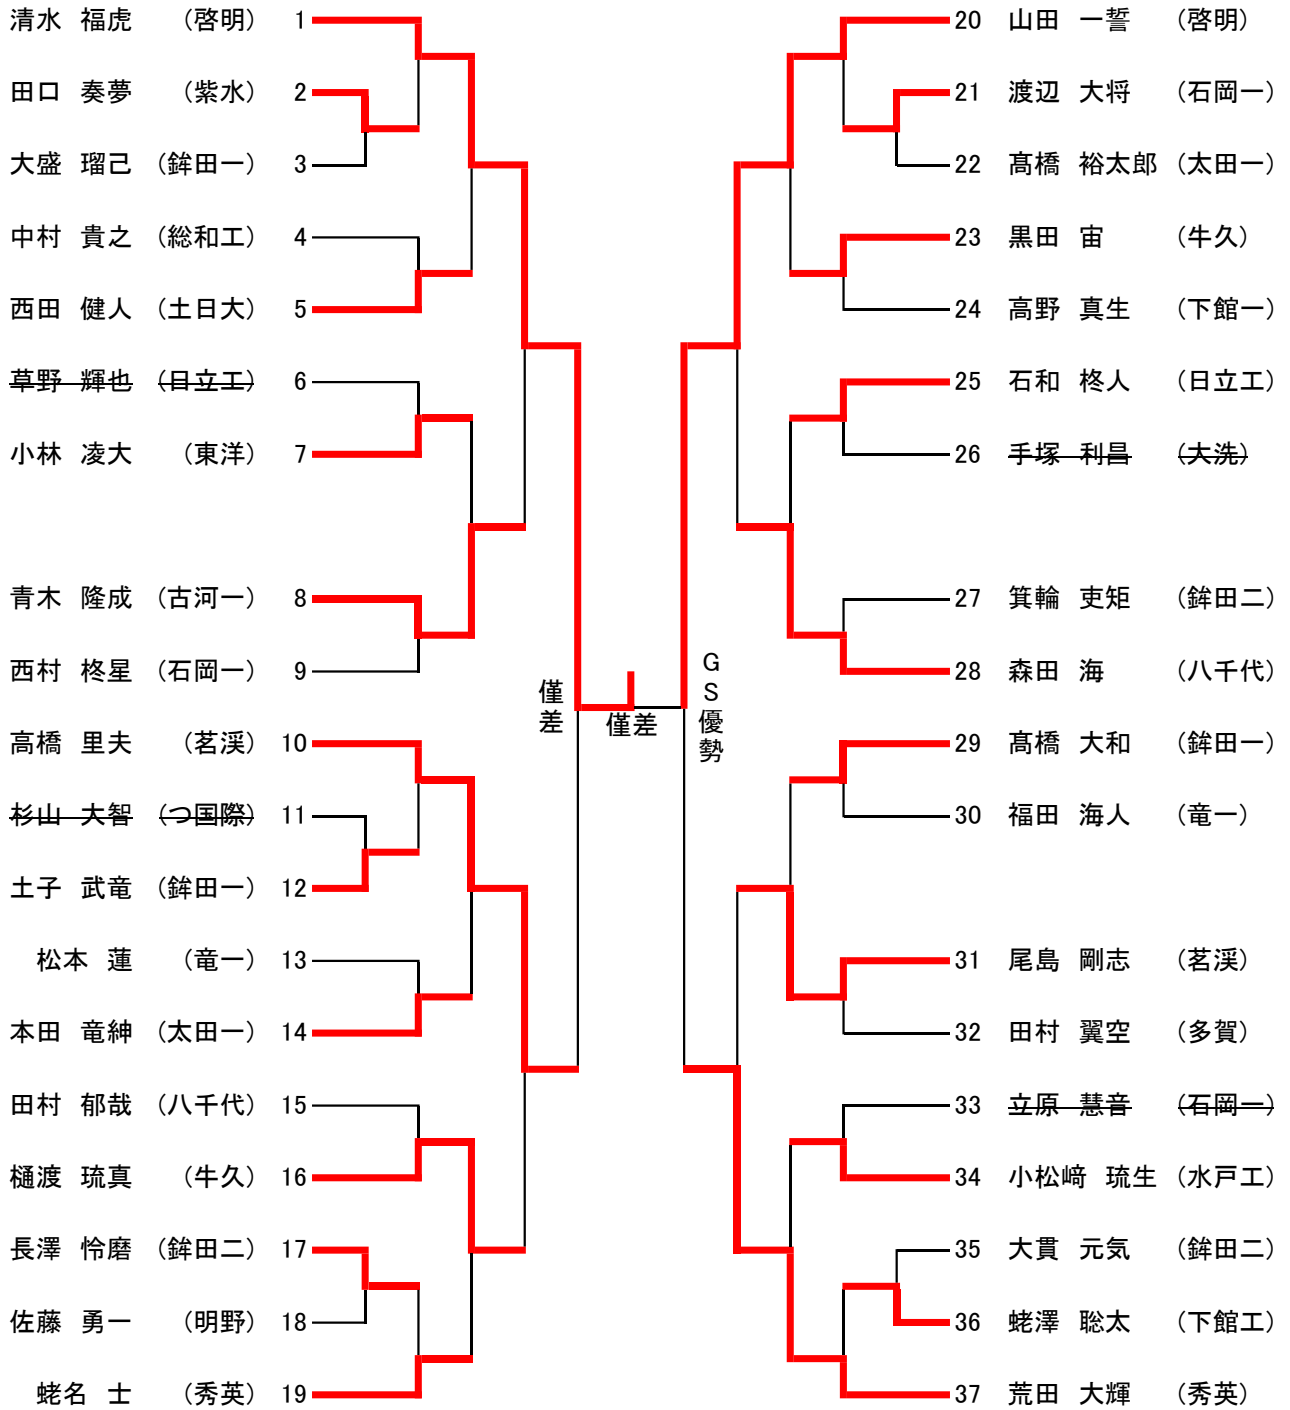 清水 福虎 （啓明） 1
田口 奏夢 （紫水） 2
大盛 瑠己 （鉾田一） 3
中村 貴之 （総和工） 4
西田 健人 （土日大） 5
草野 輝也 （日立工） 6
小林 凌大 （東洋） 7
青木 隆成 （古河一） 8
西村 柊星 （石岡一） 9
高橋 里夫 （茗溪） 10
杉山 大智 （つ国際） 11
土子 武竜 （鉾田一） 12
松本 蓮 （竜一） 13
本田 竜紳 （太田一） 14
田村 郁哉 （八千代） 15
樋渡 琉真 （牛久） 16
長澤 怜磨 （鉾田二） 17
佐藤 勇一 （明野） 18
蛯名 士 （秀英） 19
僅差
僅差
GS優勢
20 山田 一誓 （啓明）
21 渡辺 大将 （石岡一）
22 髙橋 裕太郎 （太田一）
23 黒田 宙 （牛久）
24 高野 真生 （下館一）
25 石和 柊人 （日立工）
26 手塚 利昌 （大洗）
27 箕輪 吏矩 （鉾田二）
28 森田 海 （八千代）
29 髙橋 大和 （鉾田一）
30 福田 海人 （竜一）
31 尾島 剛志 （茗溪）
32 田村 翼空 （多賀）
33 立原 慧音 （石岡一）
34 小松﨑 琉生 （水戸工）
35 大貫 元気 （鉾田二）
36 蛯澤 聡太 （下館工）
37 荒田 大輝 （秀英）